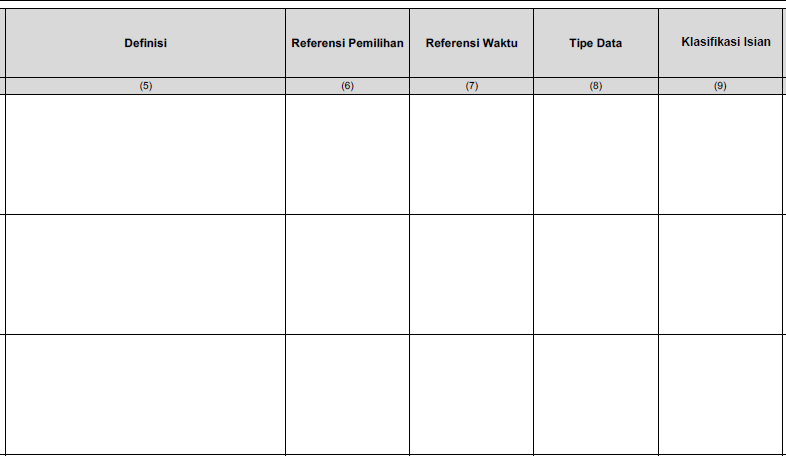 Definisi Referensi Pemilihan Referensi Waktu Tipe Data Klasifikasi Isian
(5) (6) (7) (8) (9)